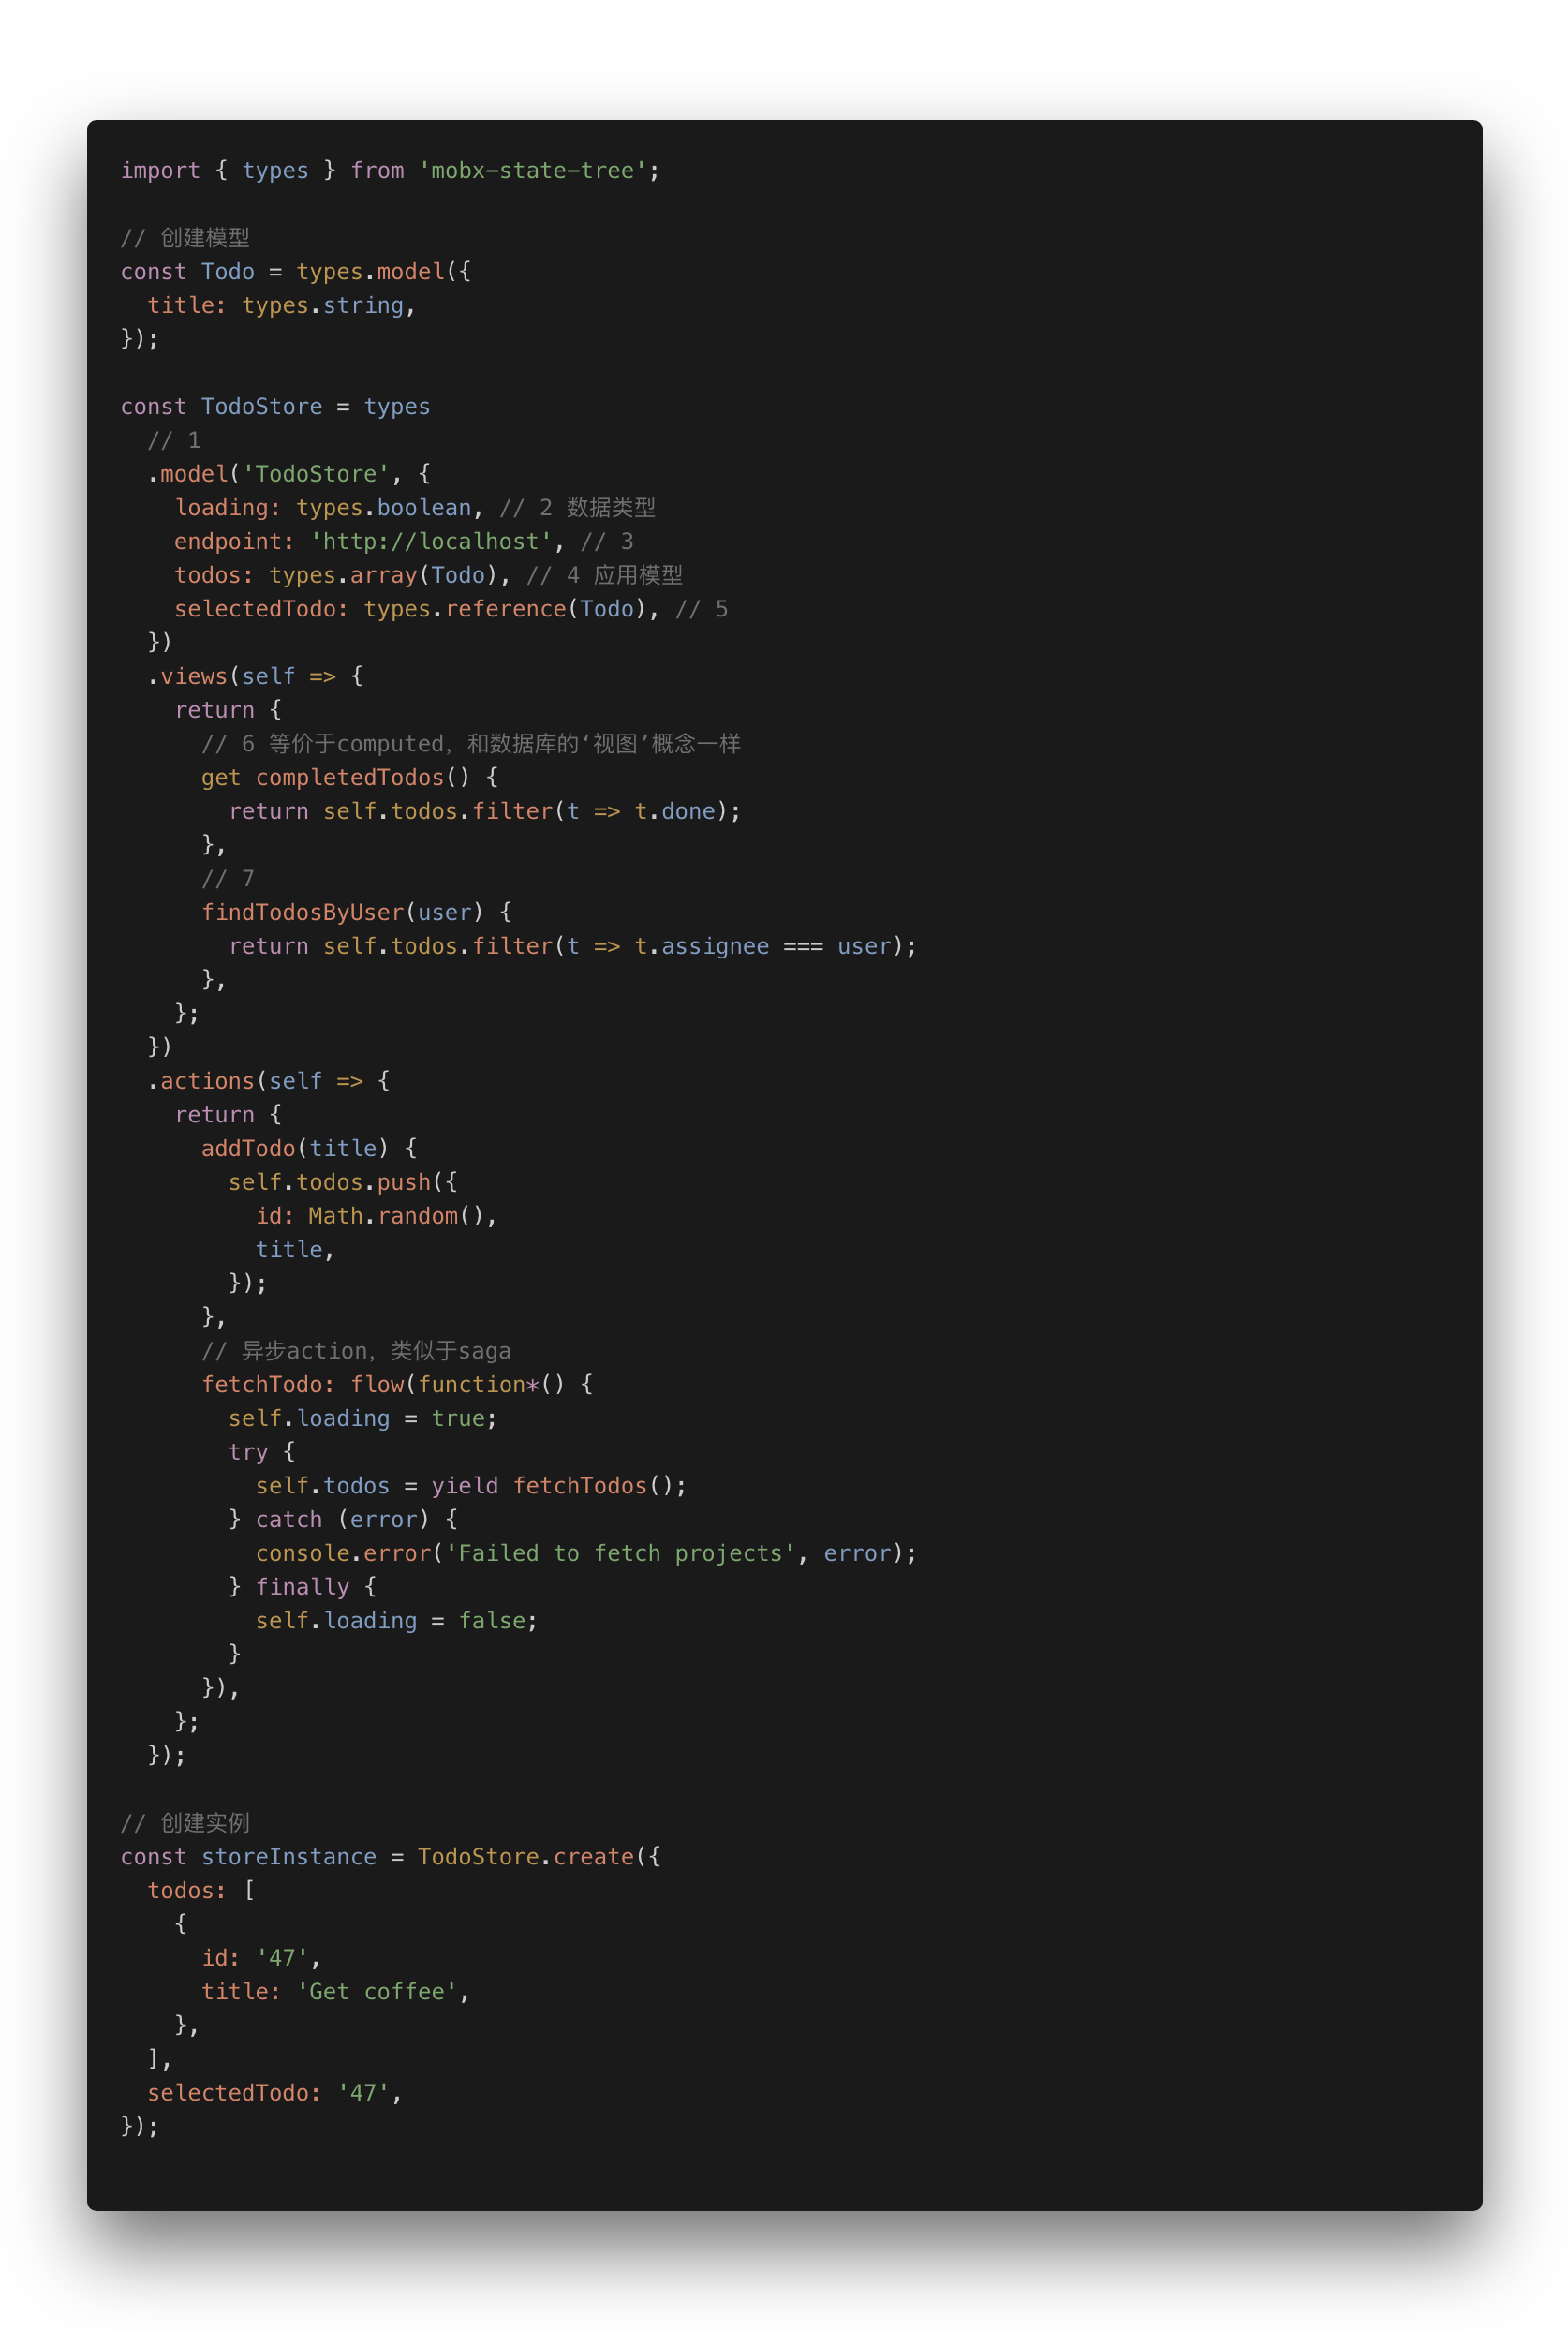 import { types } from 'mobx-state-tree';
// 创建模型
const Todo = types.model({
  title: types.string,
});
const TodoStore = types
  // 1
  .model('TodoStore', {
    loading: types.boolean, // 2 数据类型
    endpoint: 'http://localhost', // 3
    todos: types.array(Todo), // 4 应用模型
    selectedTodo: types.reference(Todo), // 5
  })
  .views(self => {
    return {
      // 6 等价于computed，和数据库的‘视图’概念一样
      get completedTodos() {
        return self.todos.filter(t => t.done);
      },
      // 7
      findTodosByUser(user) {
        return self.todos.filter(t => t.assignee === user);
      },
    };
  })
  .actions(self => {
    return {
      addTodo(title) {
        self.todos.push({
          id: Math.random(),
          title,
        });
      },
      // 异步action，类似于saga
      fetchTodo: flow(function*() {
        self.loading = true;
        try {
          self.todos = yield fetchTodos();
        } catch (error) {
          console.error('Failed to fetch projects', error);
        } finally {
          self.loading = false;
        }
      }),
    };
  });
// 创建实例
const storeInstance = TodoStore.create({
  todos: [
    {
      id: '47',
      title: 'Get coffee',
    },
  ],
  selectedTodo: '47',
});